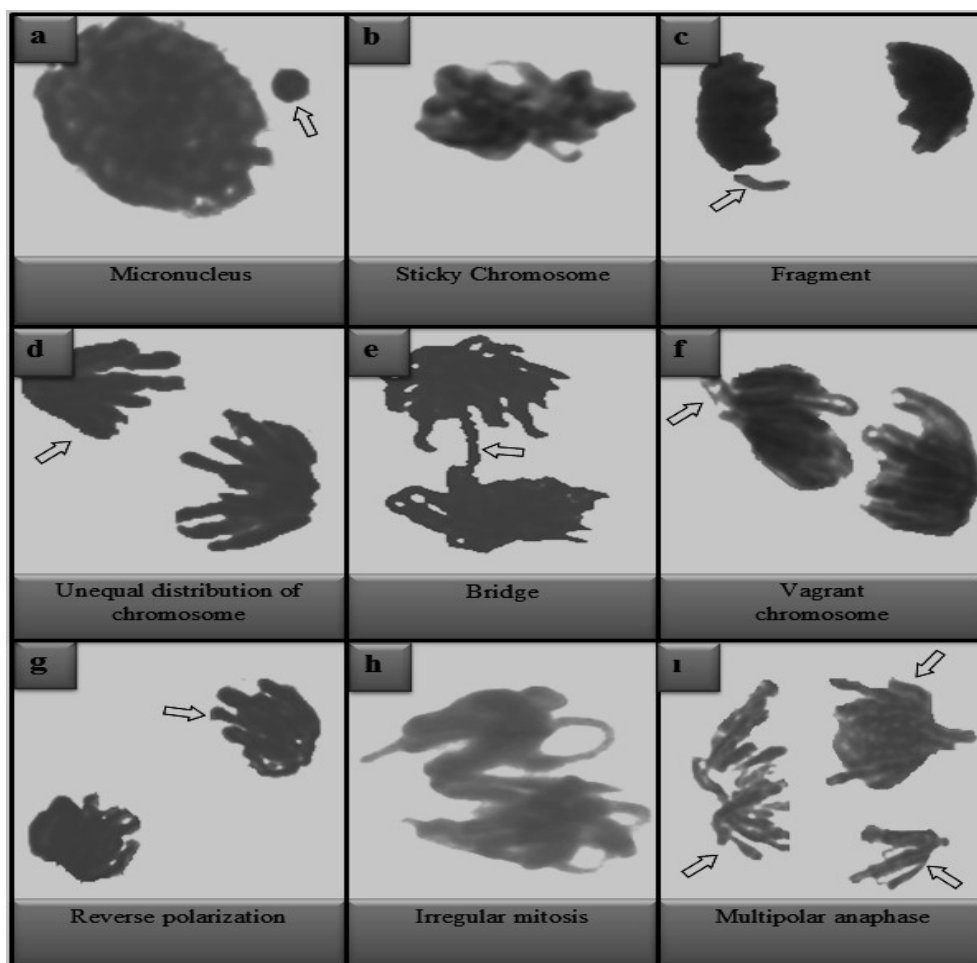 a
b
c
Micronucleus
Sticky Chromosome
Fragment
d
e
f
Unequal distribution of
chromosome
Bridge
Vagrant
chromosome
g
h
ı
Reverse polarization
Irregular mitosis
Multipolar anaphase